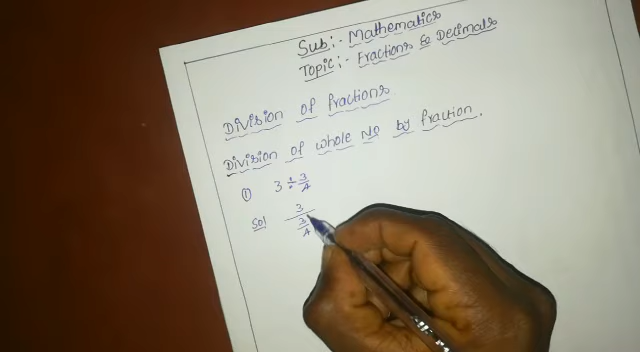 Sub:- Mathematics
Topic:- Fractions & Decimals
Division of fractions
Division of whole No by fraction.
① 3 ÷ 3/4
Sol 3/(3/4)